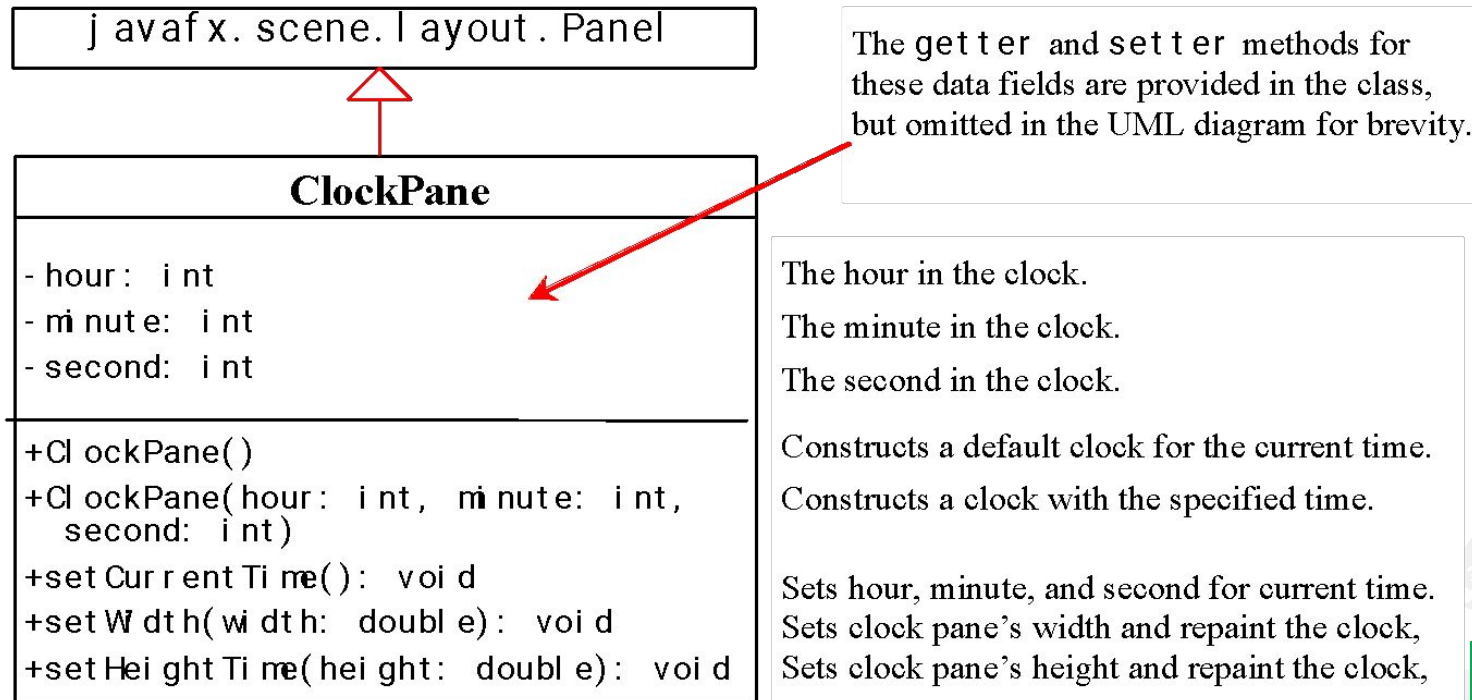 javafx.scene.layout.Panel
The getter and setter methods for
these data fields are provided in the class,
but omitted in the UML diagram for brevity.
ClockPane
- hour: int
- minute: int
- second: int
The hour in the clock.
The minute in the clock.
The second in the clock.
+ClockPane()
+ClockPane(hour: int, minute: int,
second: int)
+setCurrentTime(): void
+setWidth(width: double): void
+setHeightTime(height: double): void
Constructs a default clock for the current time.
Constructs a clock with the specified time.
Sets hour, minute, and second for current time.
Sets clock pane’s width and repaint the clock,
Sets clock pane’s height and repaint the clock,